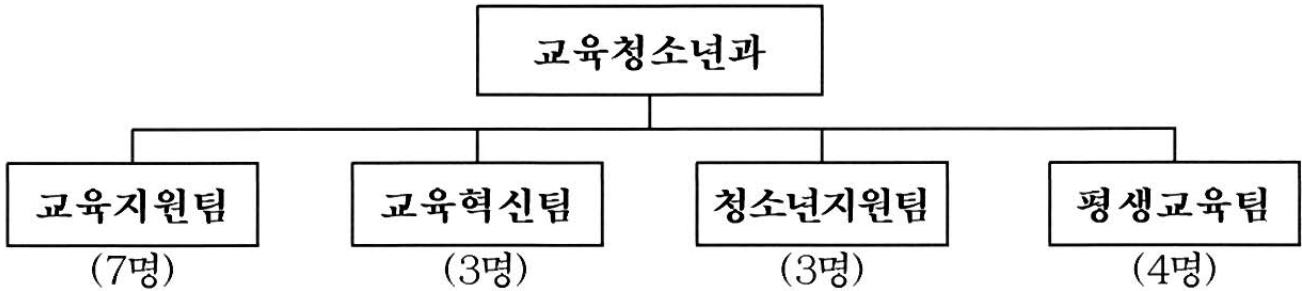 교육청소년과
교육지원팀 교육혁신팀 청소년지원팀 평생교육팀
(7명) (3명) (3명) (4명)